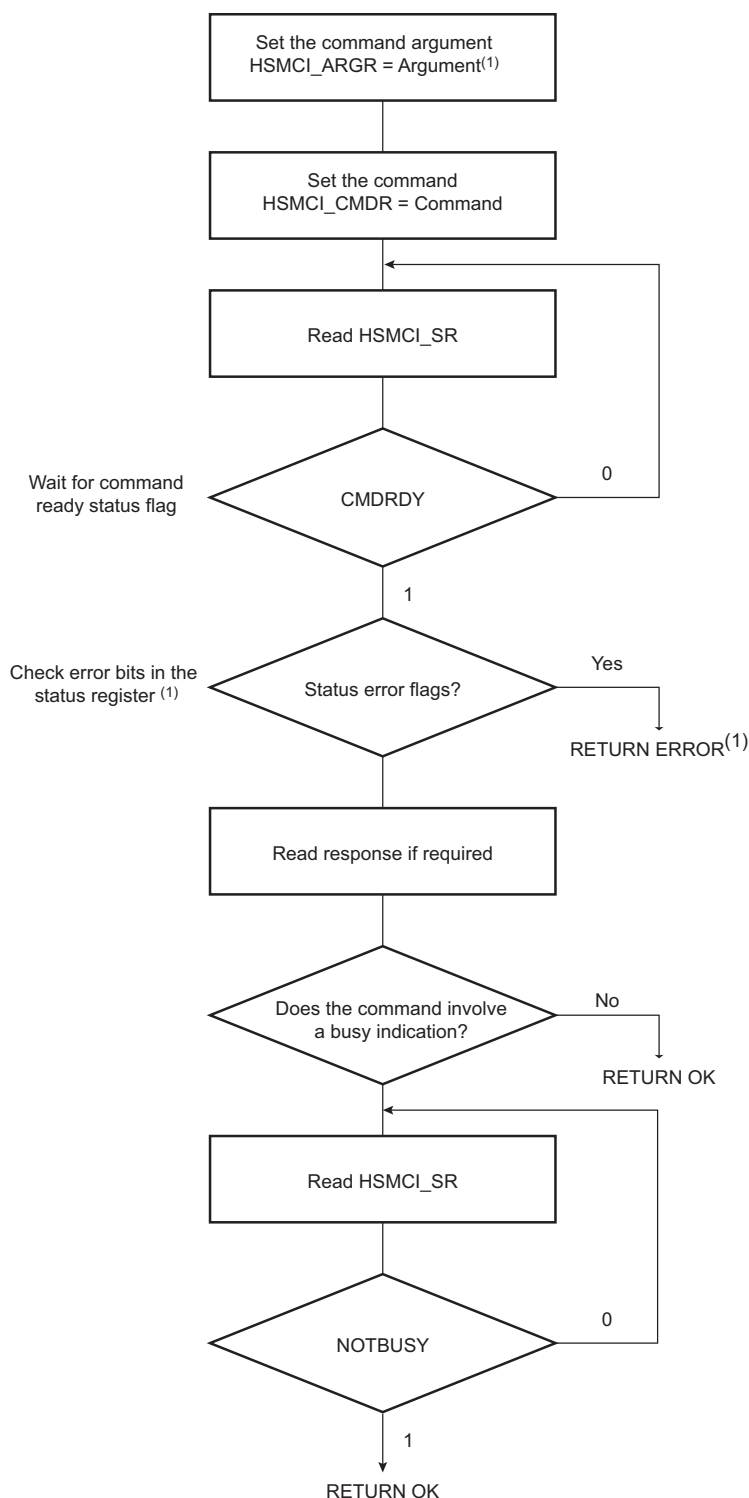 Set the command argument
HSMCI_ARGR = Argument(1)
Set the command
HSMCI_CMDR = Command
Read HSMCI_SR
Wait for command
ready status flag
CMDRDY
0
1
Check error bits in the
status register (1)
Status error flags?
Yes
RETURN ERROR(1)
Read response if required
Does the command involve
a busy indication?
No
RETURN OK
Read HSMCI_SR
NOTBUSY
0
1
RETURN OK